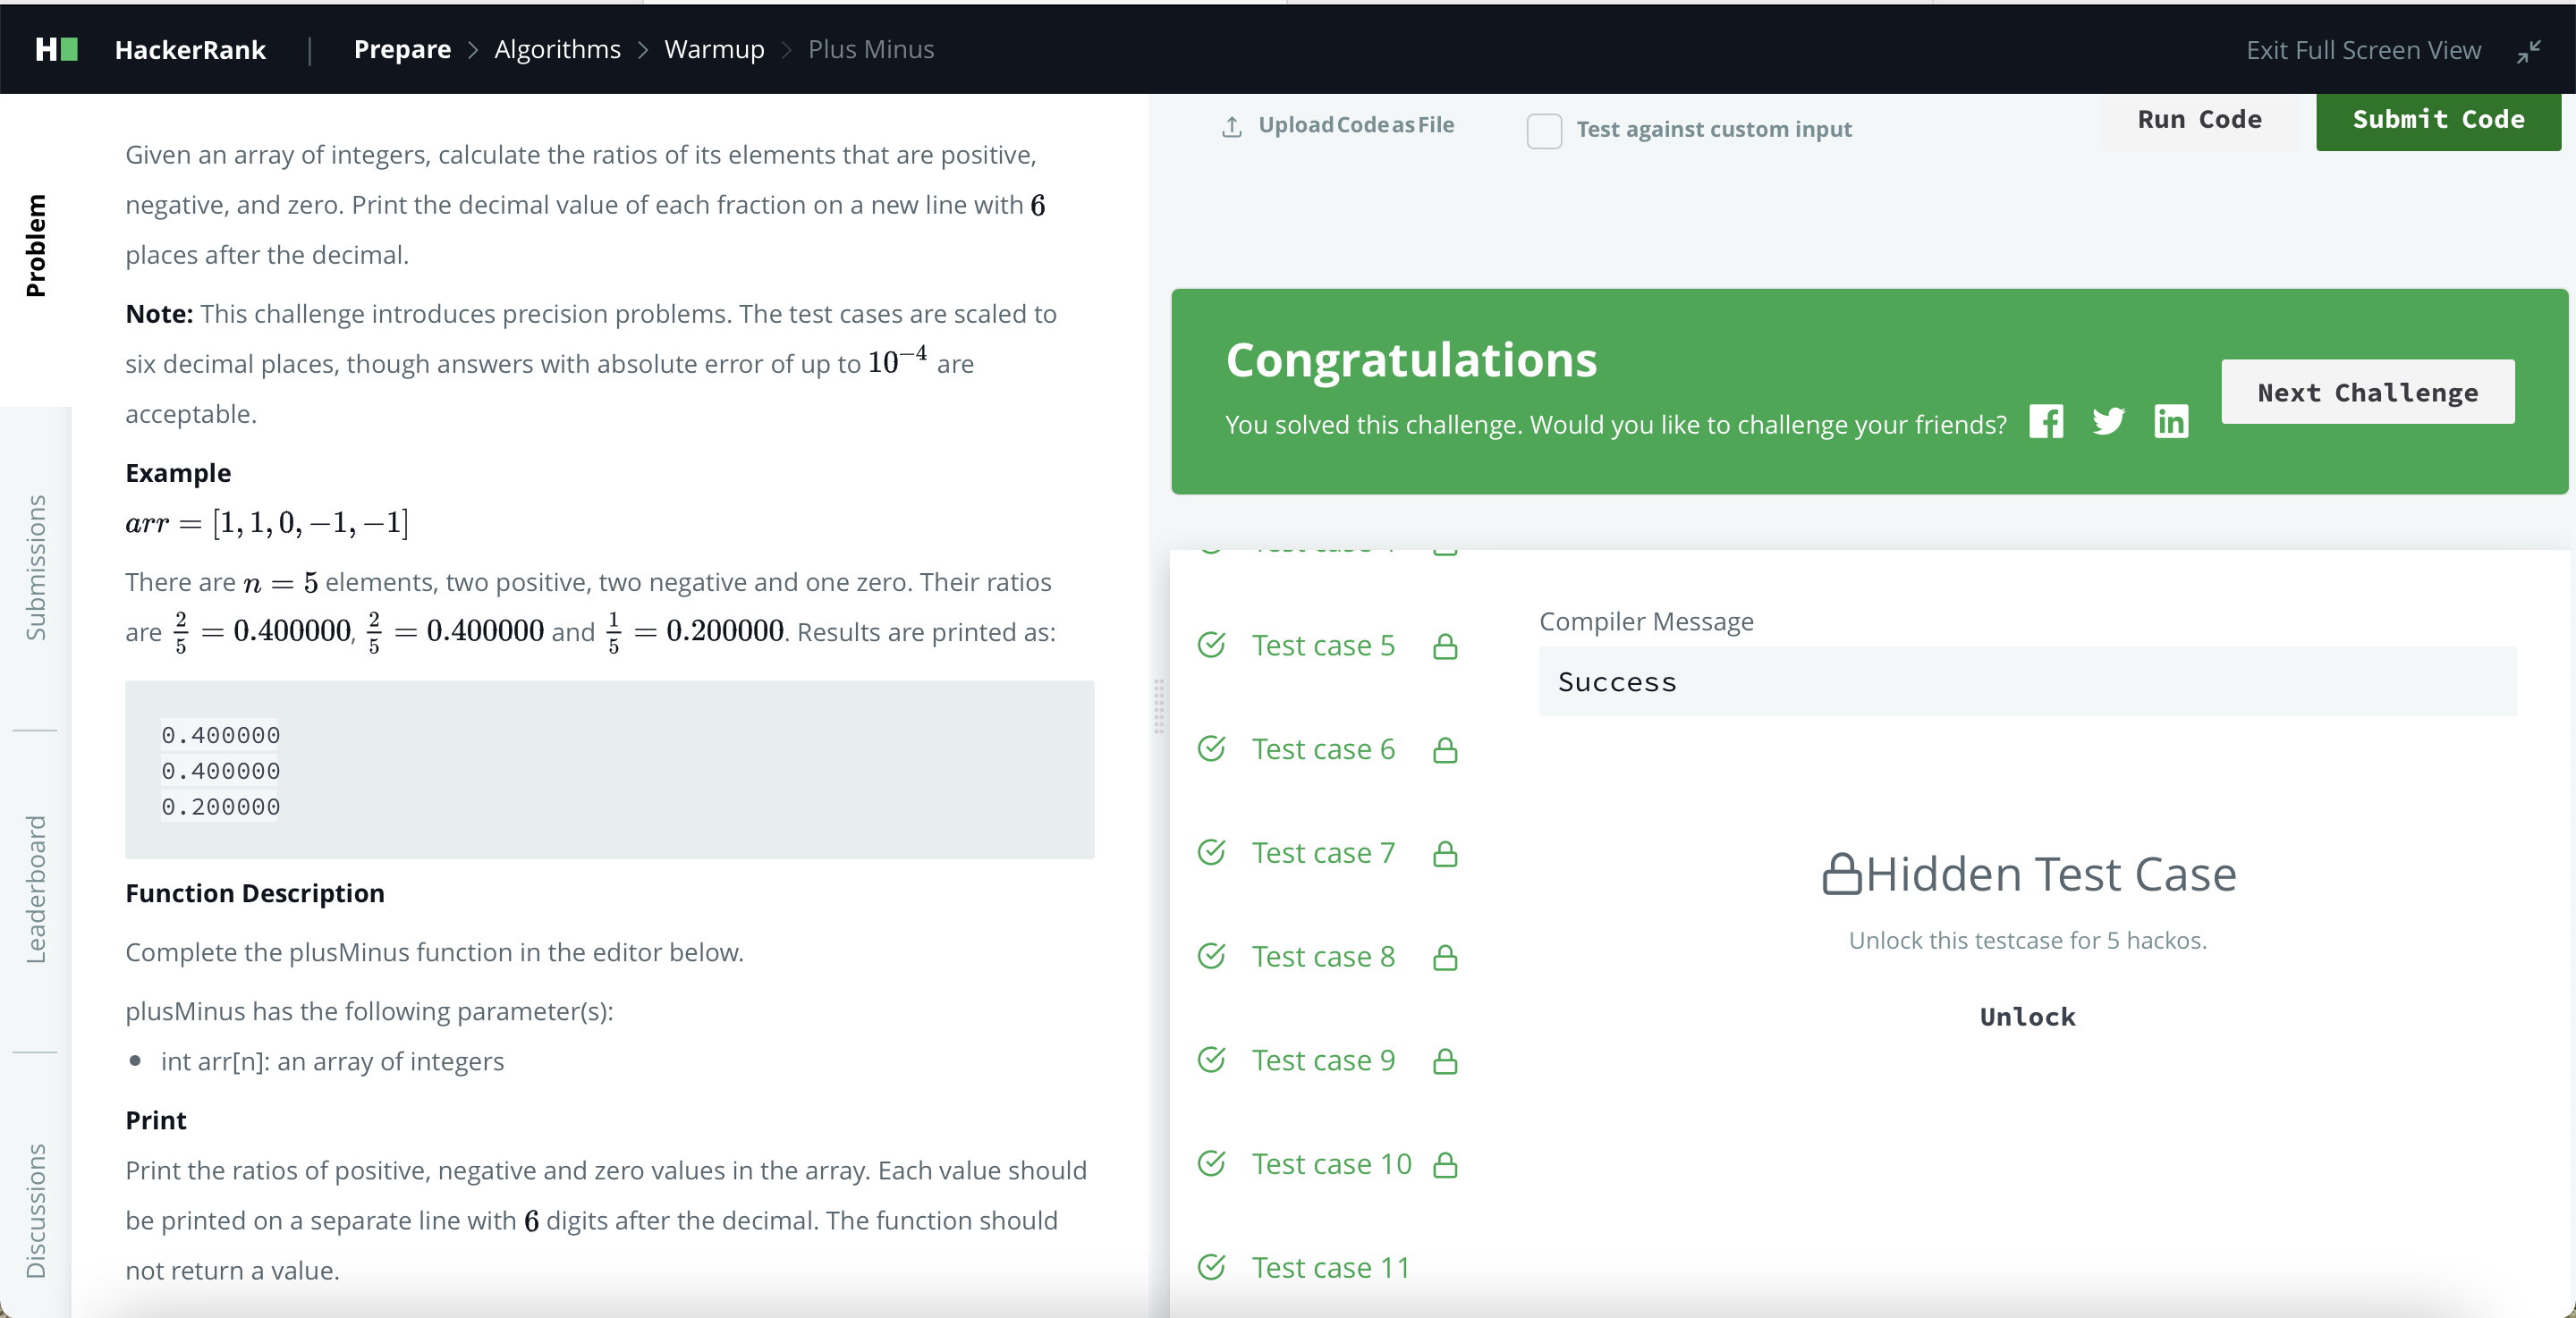 HackerRank | Prepare > Algorithms > Warmup > Plus Minus
Exit Full Screen View
Problem
Submissions
Leaderboard
Discussions
Given an array of integers, calculate the ratios of its elements that are positive,
negative, and zero. Print the decimal value of each fraction on a new line with 6
places after the decimal.
Note: This challenge introduces precision problems. The test cases are scaled to
six decimal places, though answers with absolute error of up to 10⁻⁴ are
acceptable.
Example
arr = [1, 1, 0, −1, −1]
There are n = 5 elements, two positive, two negative and one zero. Their ratios
are 2/5 = 0.400000, 2/5 = 0.400000 and 1/5 = 0.200000. Results are printed as:
0.400000
0.400000
0.200000
Function Description
Complete the plusMinus function in the editor below.
plusMinus has the following parameter(s):
• int arr[n]: an array of integers
Print
Print the ratios of positive, negative and zero values in the array. Each value should
be printed on a separate line with 6 digits after the decimal. The function should
not return a value.
Upload Code as File
Test against custom input
Run Code
Submit Code
Congratulations
You solved this challenge. Would you like to challenge your friends?
Next Challenge
Test case 5
Test case 6
Test case 7
Test case 8
Test case 9
Test case 10
Test case 11
Compiler Message
Success
Hidden Test Case
Unlock this testcase for 5 hackos.
Unlock